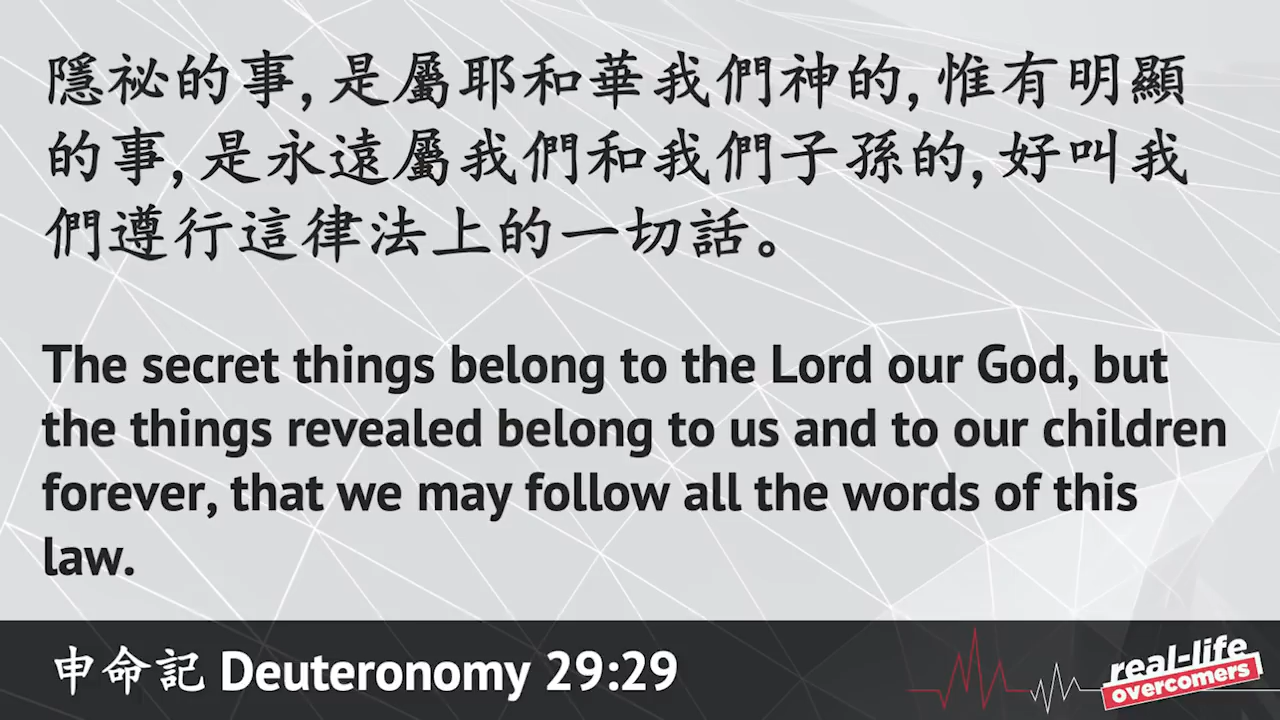 隱祕的事,是屬耶和華我們神的,惟有明顯
的事,是永遠屬我們和我們子孫的,好叫我
們遵行這律法上的一切話。
The secret things belong to the Lord our God, but
the things revealed belong to us and to our children
forever, that we may follow all the words of this
law.
申命記 Deuteronomy 29:29
real-life
overcomers